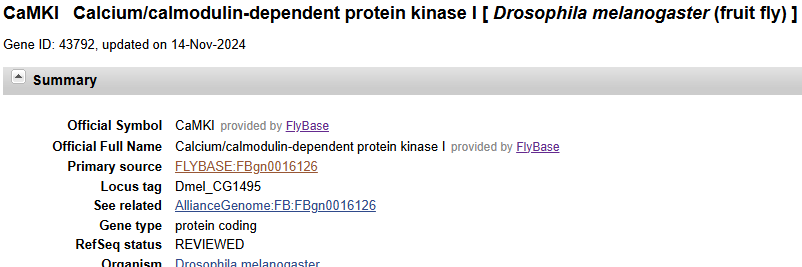 CaMKI Calcium/calmodulin-dependent protein kinase I [ Drosophila melanogaster (fruit fly) ]
Gene ID: 43792, updated on 14-Nov-2024
Summary
Official Symbol CaMKI provided by FlyBase
Official Full Name Calcium/calmodulin-dependent protein kinase I provided by FlyBase
Primary source FLYBASE:FBgn0016126
Locus tag Dmel_CG1495
See related AllianceGenome:FB:FBgn0016126
Gene type protein coding
RefSeq status REVIEWED
Organism Drosophila melanogaster